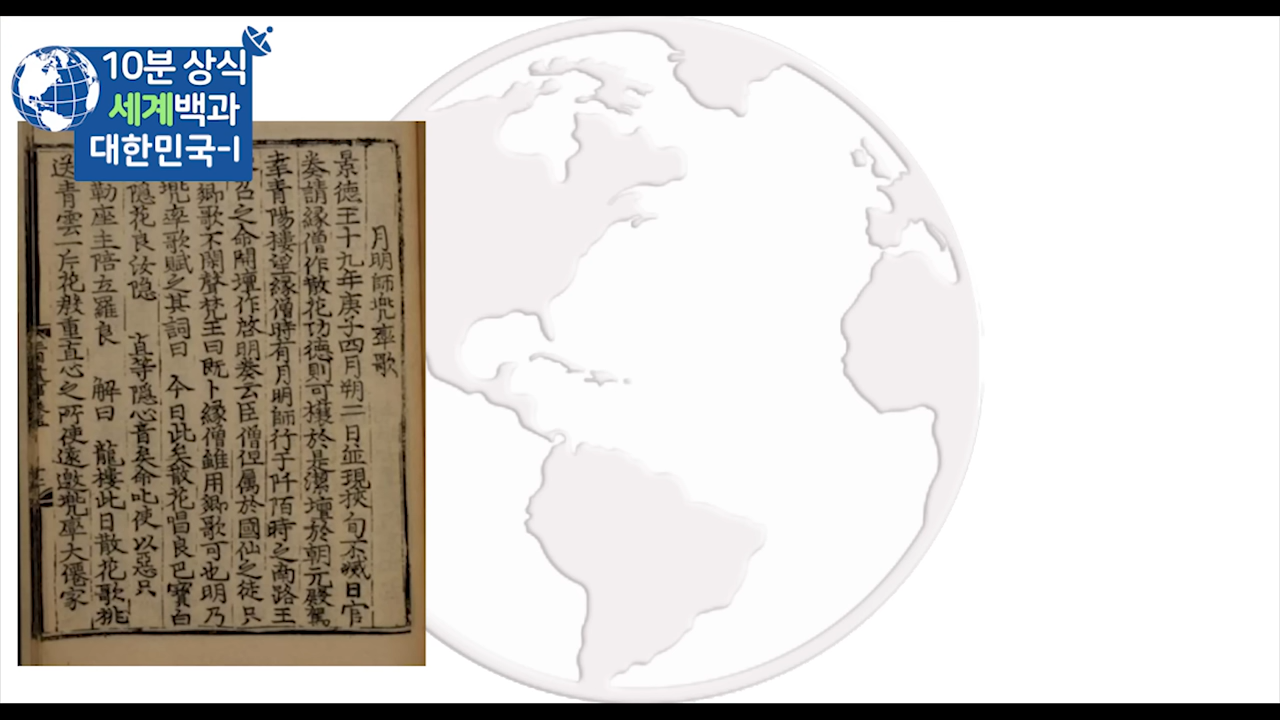 10분 상식
세계백과
대한민국-I
月明師兜率歌
景德王十九年庚子四月朔二日並現挾旬不滅日官
奏請緣僧作散花功德則可攘於是潔壇於朝元殿駕
幸青陽樓望緣僧時有月明師行于阡陌時之南路王
召之命開壇作啓明奏云臣僧但屬於國仙之徒只
鄕歌不閑聲梵王曰旣卜緣僧雖用鄕歌可也明乃
兜率歌賦之其詞曰 今日此矣散花唱良巴寶白
隱花良汝隱 直等隱心音矣命叱使以惡只
勒座主陪立羅良 解曰 龍樓此日散花歌挑
送青雲一片花殷重直心之所使遠邀兜率大僊家